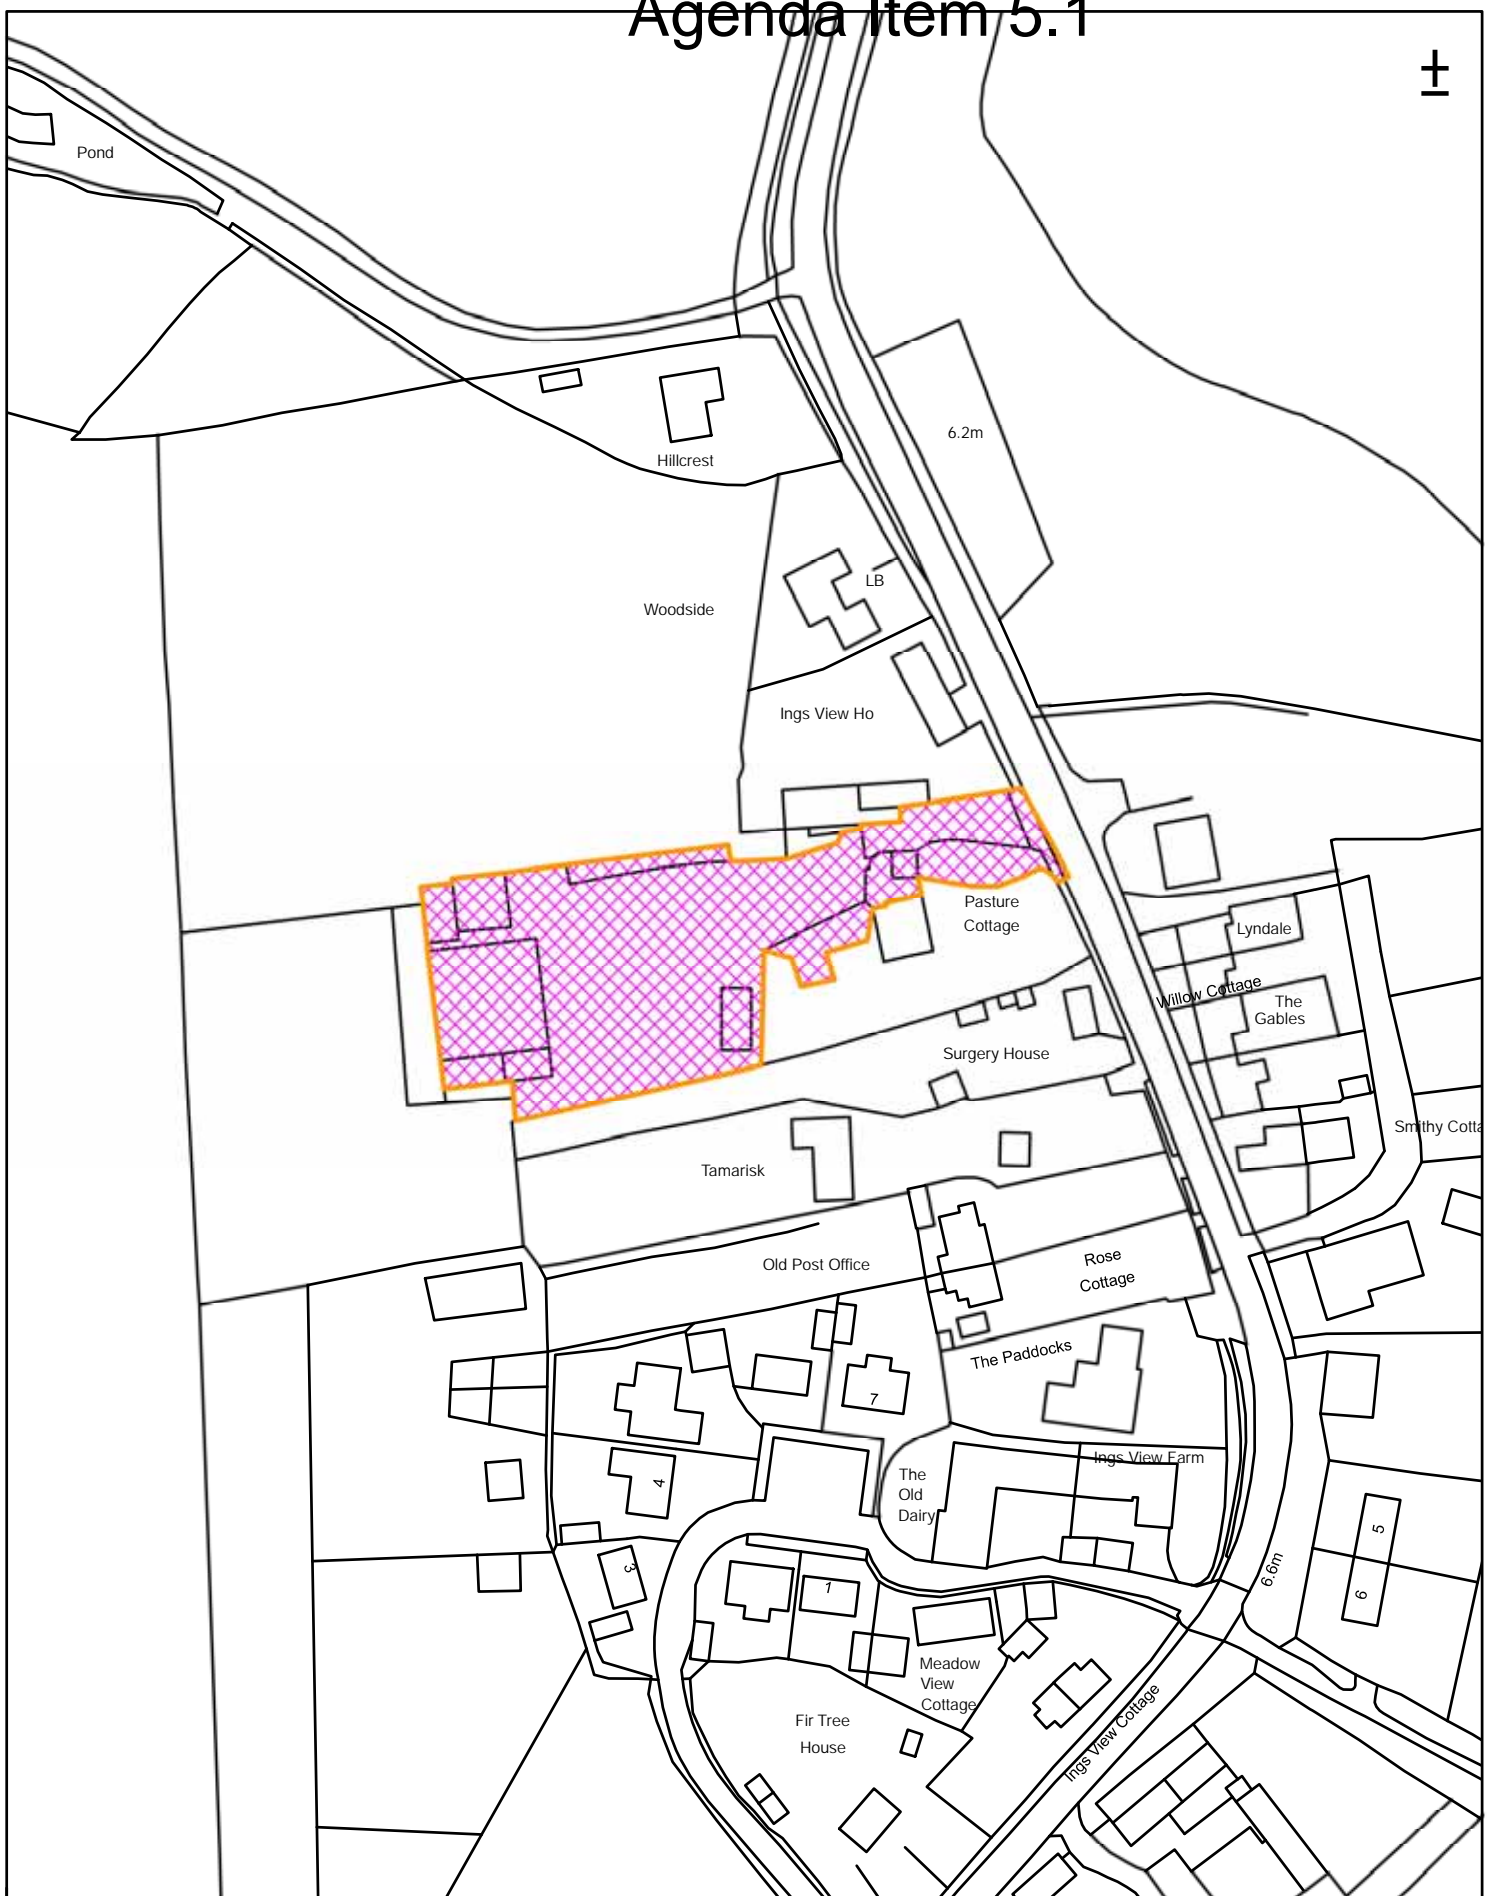 Agenda Item 5.1
±
Pond
6.2m
Hillcrest
LB
Woodside
Ings View Ho
Pasture
Cottage
Lyndale
Willow Cottage
The
Gables
Surgery House
Smithy Cotta
Tamarisk
Old Post Office
Rose
Cottage
The Paddocks
7
Ings View Farm
The
Old
Dairy
4
5
3
6.6m
1
6
Meadow
View
Cottage
Ings View Cottage
Fir Tree
House